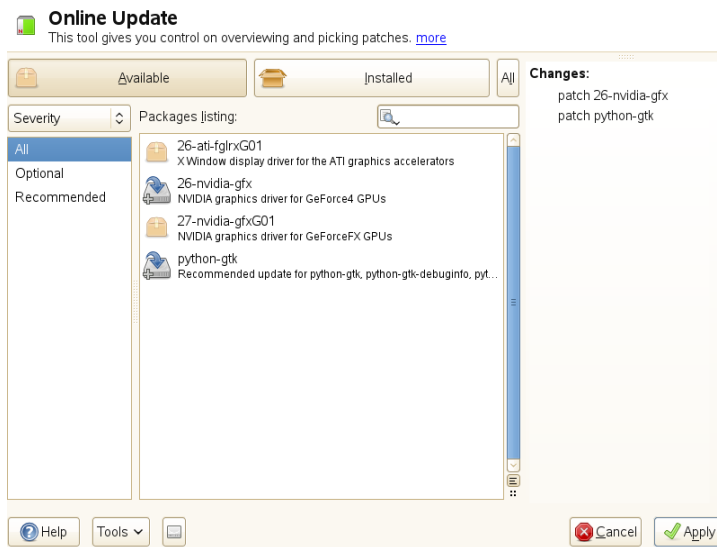 Online Update
This tool gives you control on overviewing and picking patches. more
Available
Installed
All
Severity
Packages listing:
All
Optional
Recommended
26-ati-fglrxG01
X Window display driver for the ATI graphics accelerators
26-nvidia-gfx
NVIDIA graphics driver for GeForce4 GPUs
27-nvidia-gfxG01
NVIDIA graphics driver for GeForceFX GPUs
python-gtk
Recommended update for python-gtk, python-gtk-debuginfo, pyt...
Changes:
patch 26-nvidia-gfx
patch python-gtk
Help
Tools
Cancel
Apply